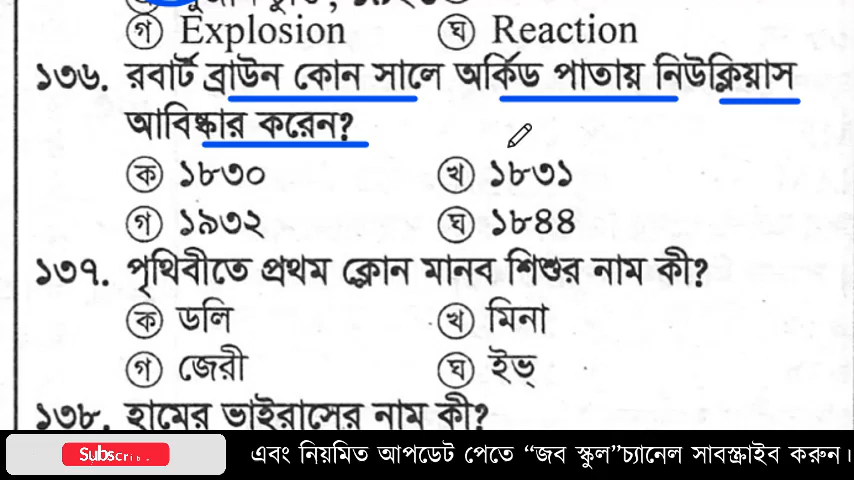 গ Explosion ঘ Reaction
১৩৬. রবার্ট ব্রাউন কোন সালে অর্কিড পাতায় নিউক্লিয়াস
আবিষ্কার করেন?
ক ১৮৩০ খ ১৮৩১
গ ১৯৩২ ঘ ১৮৪৪
১৩৭. পৃথিবীতে প্রথম ক্লোন মানব শিশুর নাম কী?
ক ডলি খ মিনা
গ জেরী ঘ ইভ্
১৩৮. হামের ভাইরাসের নাম কী?
Subscrib. এবং নিয়মিত আপডেট পেতে “জব স্কুল”চ্যানেল সাবস্ক্রাইব করুন।